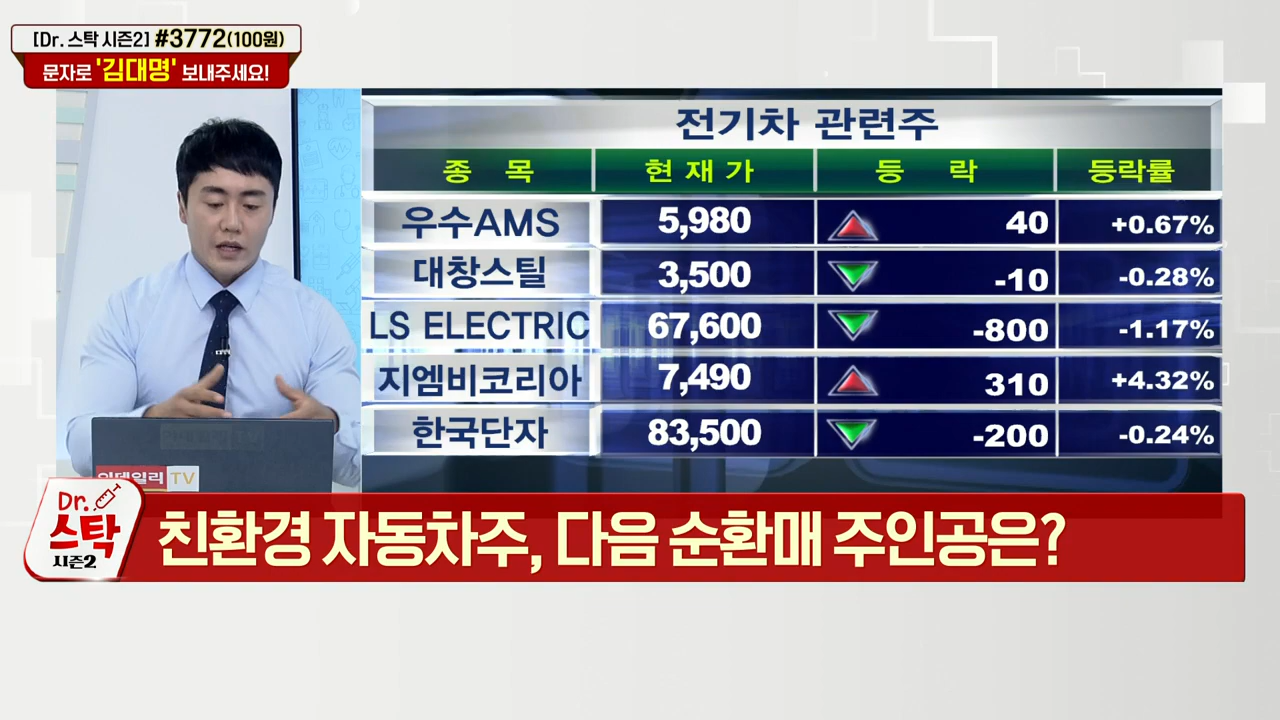 [Dr. 스탁 시즌2] #3772(100원)
문자로 '김대명' 보내주세요!
전기차 관련주
종 목 현 재 가 등 락 등락률
우수AMS 5,980 40 +0.67%
대창스틸 3,500 -10 -0.28%
LS ELECTRIC 67,600 -800 -1.17%
지엠비코리아 7,490 310 +4.32%
한국단자 83,500 -200 -0.24%
이데일리 TV
Dr.
스탁
시즌2
친환경 자동차주, 다음 순환매 주인공은?